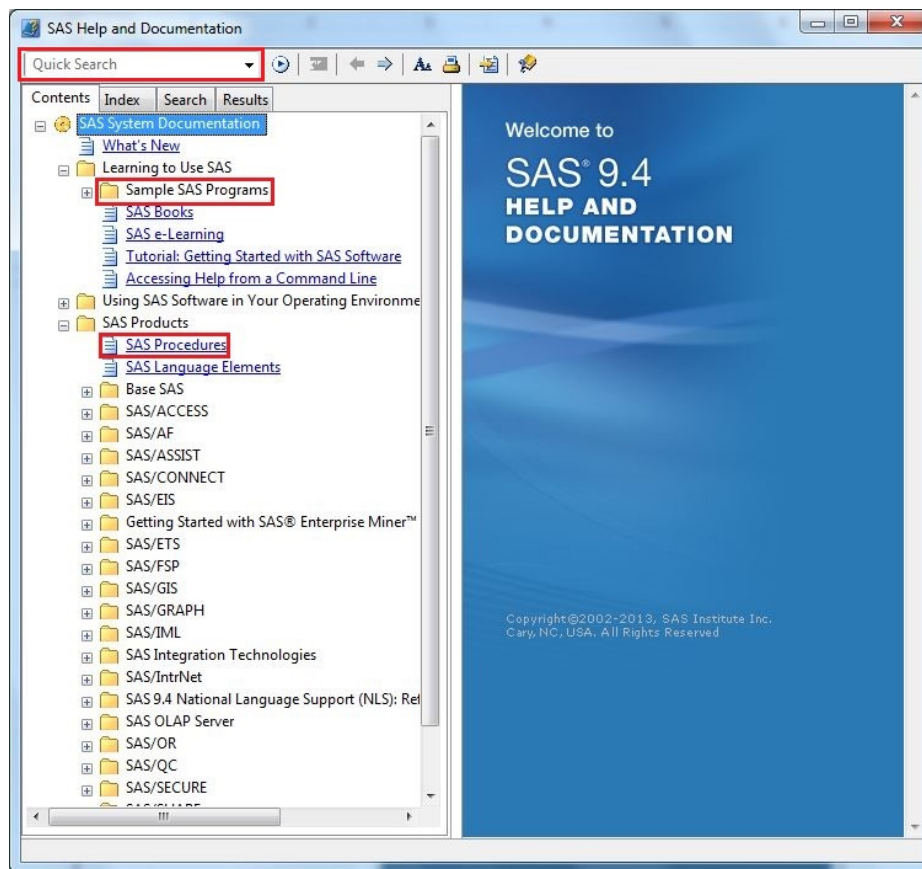 SAS Help and Documentation
Quick Search
Contents Index Search Results
SAS System Documentation
What's New
Learning to Use SAS
Sample SAS Programs
SAS Books
SAS e-Learning
Tutorial: Getting Started with SAS Software
Accessing Help from a Command Line
Using SAS Software in Your Operating Environme
SAS Products
SAS Procedures
SAS Language Elements
Base SAS
SAS/ACCESS
SAS/AF
SAS/ASSIST
SAS/CONNECT
SAS/EIS
Getting Started with SAS® Enterprise Miner™
SAS/ETS
SAS/FSP
SAS/GIS
SAS/GRAPH
SAS/IML
SAS Integration Technologies
SAS/IntrNet
SAS 9.4 National Language Support (NLS): Ref
SAS OLAP Server
SAS/OR
SAS/QC
SAS/SECURE
Welcome to
SAS® 9.4
HELP AND
DOCUMENTATION
Copyright©2002-2013, SAS Institute Inc.
Cary, NC, USA. All Rights Reserved